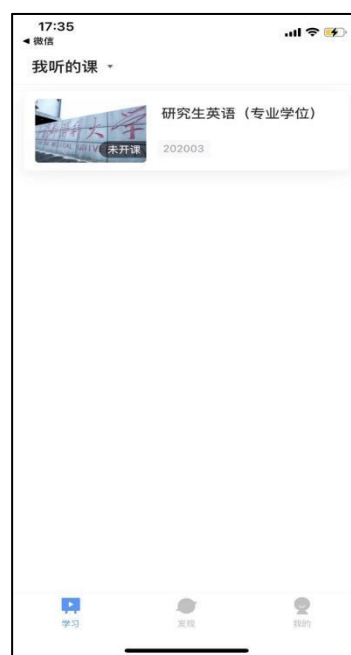 17:35
◀ 微信
我听的课
研究生英语（专业学位）
未开课
202003
学习
发现
我的